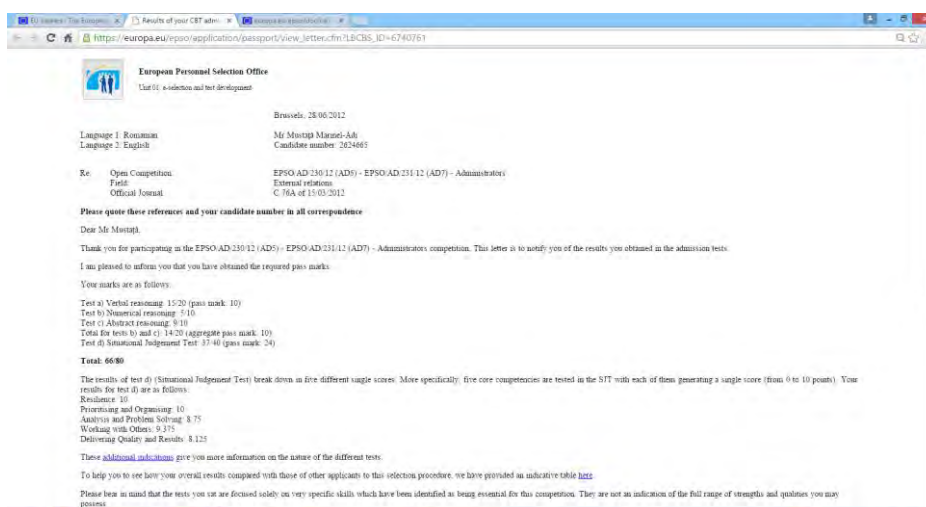 Results of your CBT admi
https://europa.eu/epso/application/passport/view_letter.cfm?LBCBS_ID=6740761
European Personnel Selection Office
Unit 01: e-selection and test development
Brussels, 28/06/2012
Language 1: Romanian Mr Mustaţă Marinel-Adi
Language 2: English Candidate number: 2624665
Re: Open Competition: EPSO/AD/230/12 (AD5) - EPSO/AD/231/12 (AD7) - Administrators
Field: External relations
Official Journal: C 76A of 15/03/2012
Please quote these references and your candidate number in all correspondence
Dear Mr Mustaţă,
Thank you for participating in the EPSO/AD/230/12 (AD5) - EPSO/AD/231/12 (AD7) - Administrators competition. This letter is to notify you of the results you obtained in the admission tests.
I am pleased to inform you that you have obtained the required pass marks.
Your marks are as follows:
Test a) Verbal reasoning: 15/20 (pass mark: 10)
Test b) Numerical reasoning: 5/10
Test c) Abstract reasoning: 9/10
Total for tests b) and c): 14/20 (aggregate pass mark: 10)
Test d) Situational Judgement Test: 37/40 (pass mark: 24)
Total: 66/80
The results of test d) (Situational Judgement Test) break down in five different single scores. More specifically, five core competencies are tested in the SJT with each of them generating a single score (from 0 to 10 points). Your
results for test d) are as follows:
Resilience: 10
Prioritising and Organising: 10
Analysis and Problem Solving: 8.75
Working with Others: 9.375
Delivering Quality and Results: 8.125
These additional indications give you more information on the nature of the different tests.
To help you to see how your overall results compared with those of other applicants to this selection procedure, we have provided an indicative table here.
Please bear in mind that the tests you sat are focused solely on very specific skills which have been identified as being essential for this competition. They are not an indication of the full range of strengths and qualities you may
possess.